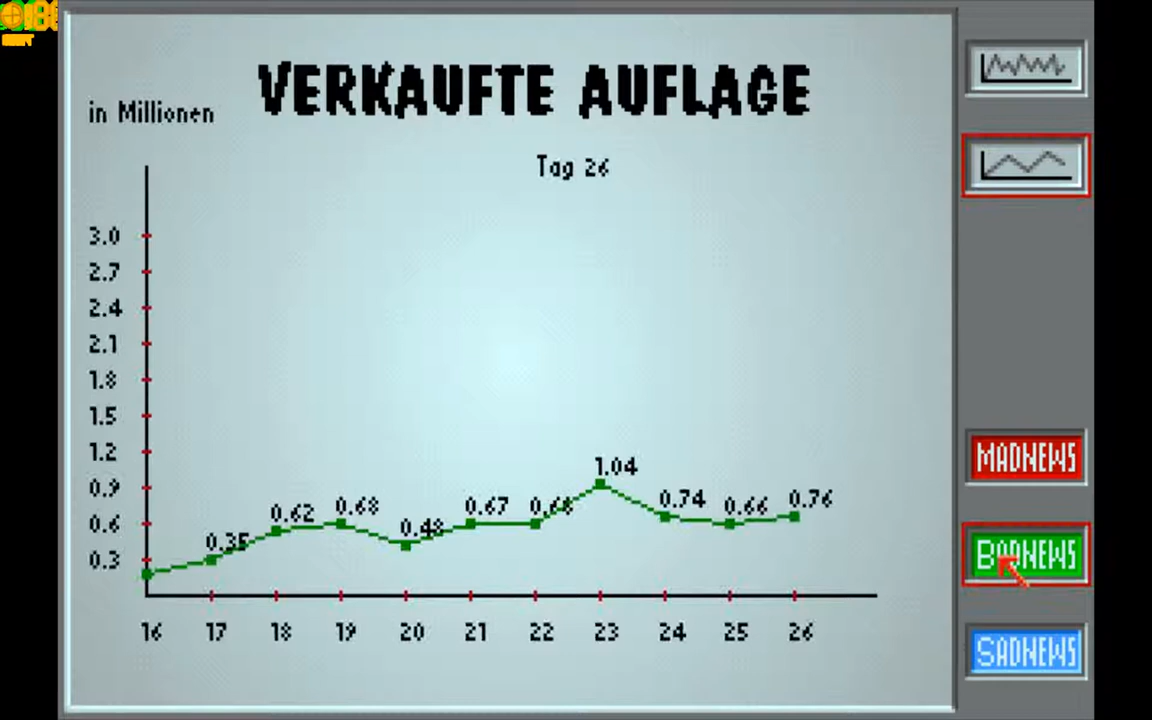 VERKAUFTE AUFLAGE
in Millionen
Tag 26
3.0
2.7
2.4
2.1
1.8
1.5
1.2
0.9
0.6
0.3
0.35
0.62
0.68
0.48
0.67
0.68
1.04
0.74
0.66
0.76
16 17 18 19 20 21 22 23 24 25 26
MADNEWS
BADNEWS
SADNEWS